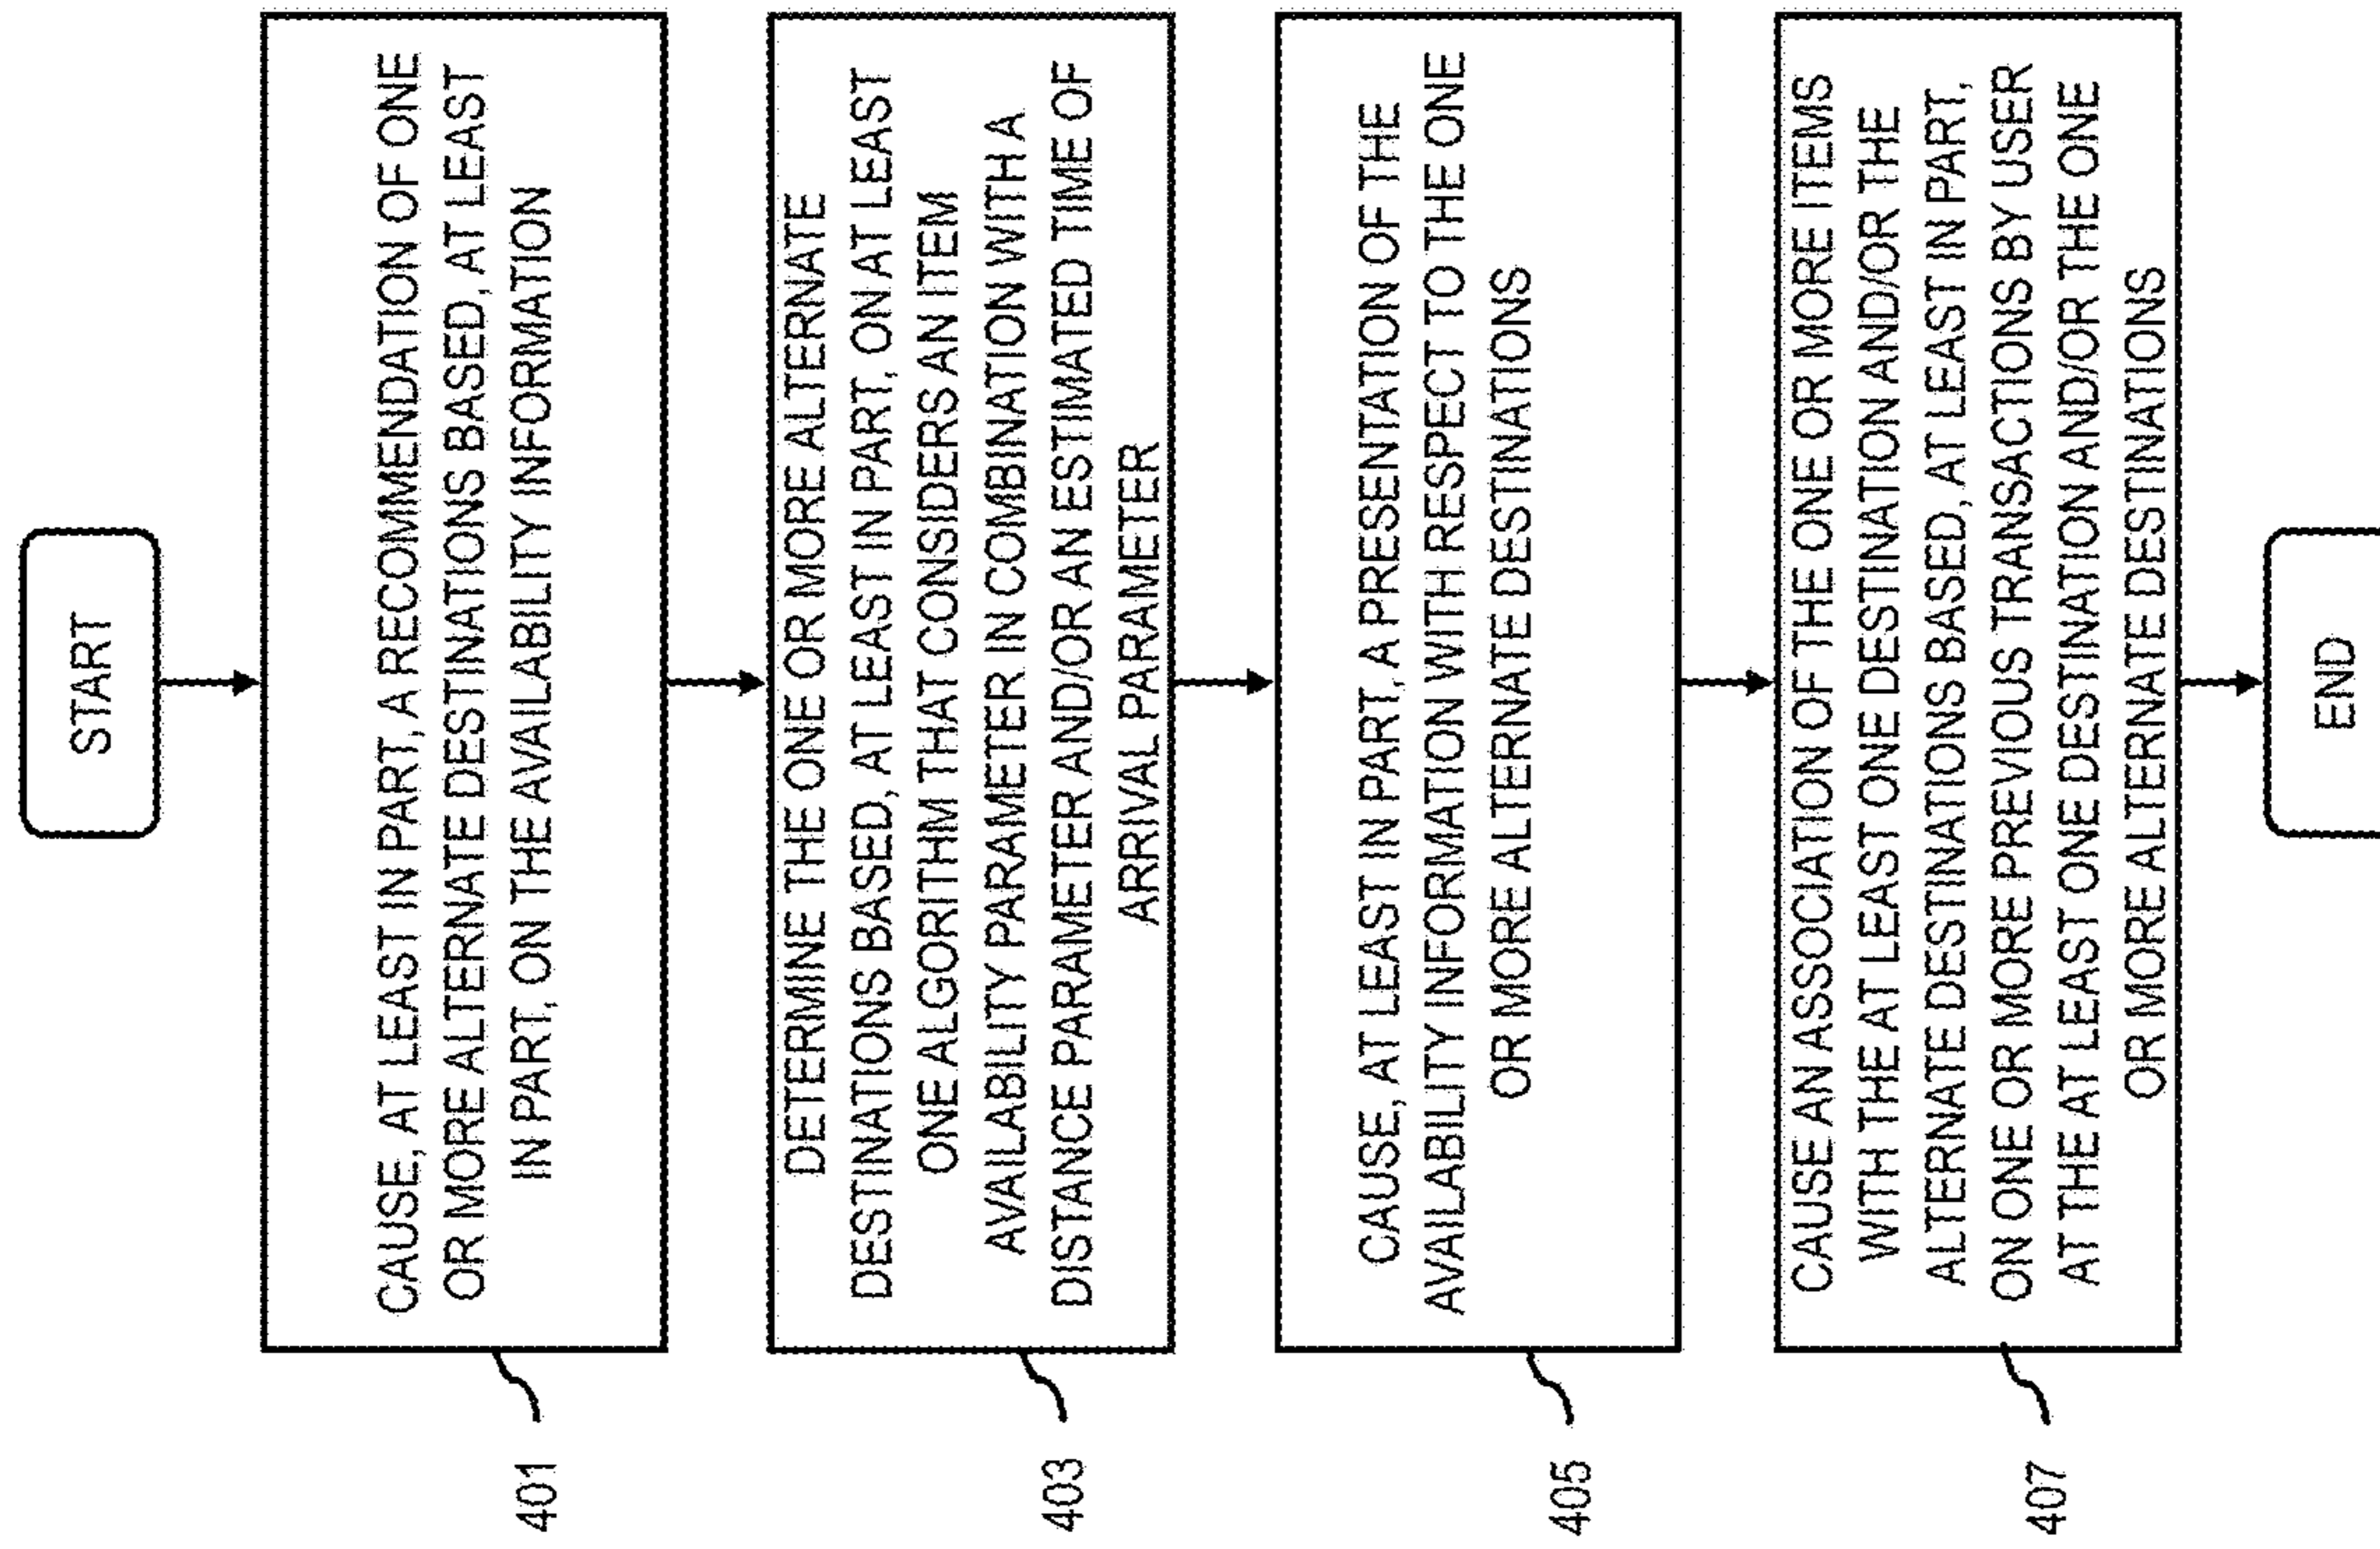 START
CAUSE, AT LEAST IN PART, A RECOMMENDATION OF ONE
OR MORE ALTERNATE DESTINATIONS BASED, AT LEAST
IN PART, ON THE AVAILABILITY INFORMATION
401
DETERMINE THE ONE OR MORE ALTERNATE
DESTINATIONS BASED, AT LEAST IN PART, ON AT LEAST
ONE ALGORITHM THAT CONSIDERS AN ITEM
AVAILABILITY PARAMETER IN COMBINATION WITH A
DISTANCE PARAMETER AND/OR AN ESTIMATED TIME OF
ARRIVAL PARAMETER
403
CAUSE, AT LEAST IN PART, A PRESENTATION OF THE
AVAILABILITY INFORMATION WITH RESPECT TO THE ONE
OR MORE ALTERNATE DESTINATIONS
405
CAUSE AN ASSOCIATION OF THE ONE OR MORE ITEMS
WITH THE AT LEAST ONE DESTINATION AND/OR THE
ALTERNATE DESTINATIONS BASED, AT LEAST IN PART,
ON ONE OR MORE PREVIOUS TRANSACTIONS BY USER
AT THE AT LEAST ONE DESTINATION AND/OR THE ONE
OR MORE ALTERNATE DESTINATIONS
407
END